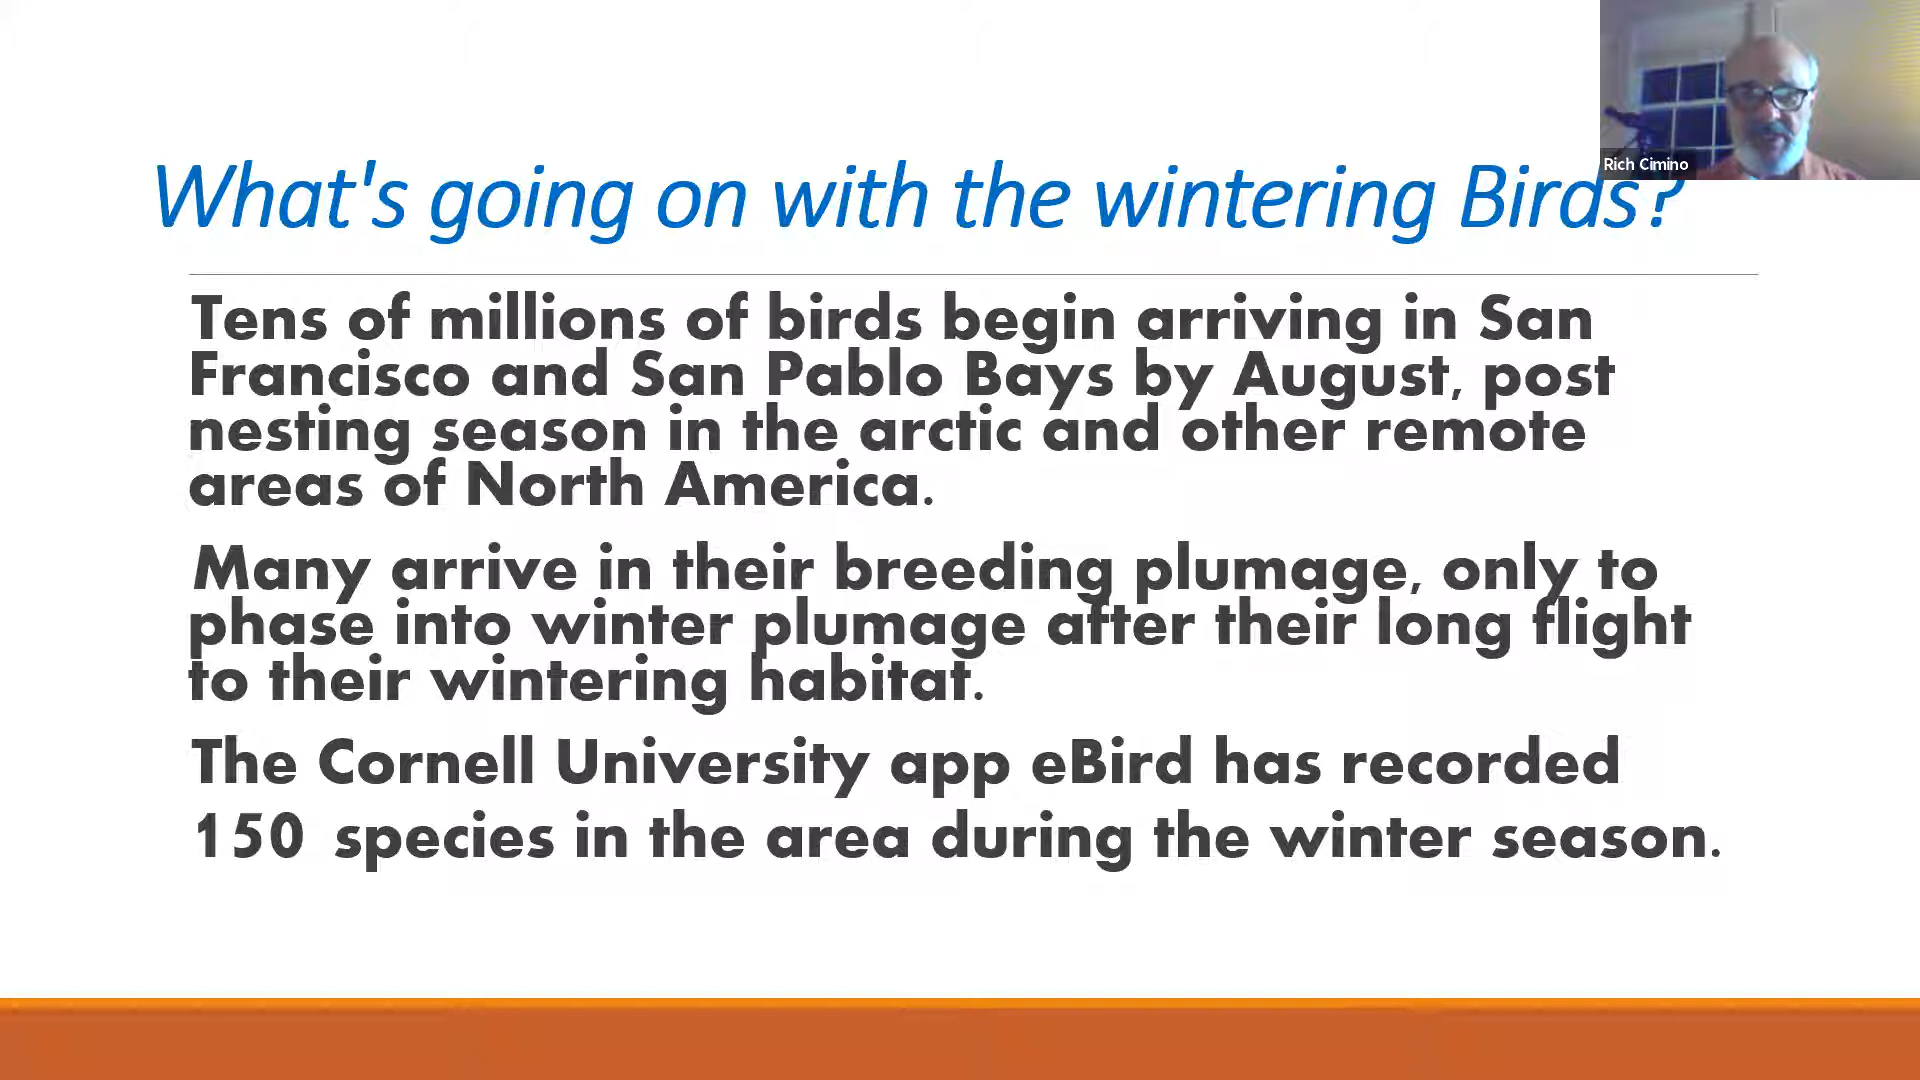 Rich Cimino
What's going on with the wintering Birds?
Tens of millions of birds begin arriving in San
Francisco and San Pablo Bays by August, post
nesting season in the arctic and other remote
areas of North America.
Many arrive in their breeding plumage, only to
phase into winter plumage after their long flight
to their wintering habitat.
The Cornell University app eBird has recorded
150 species in the area during the winter season.